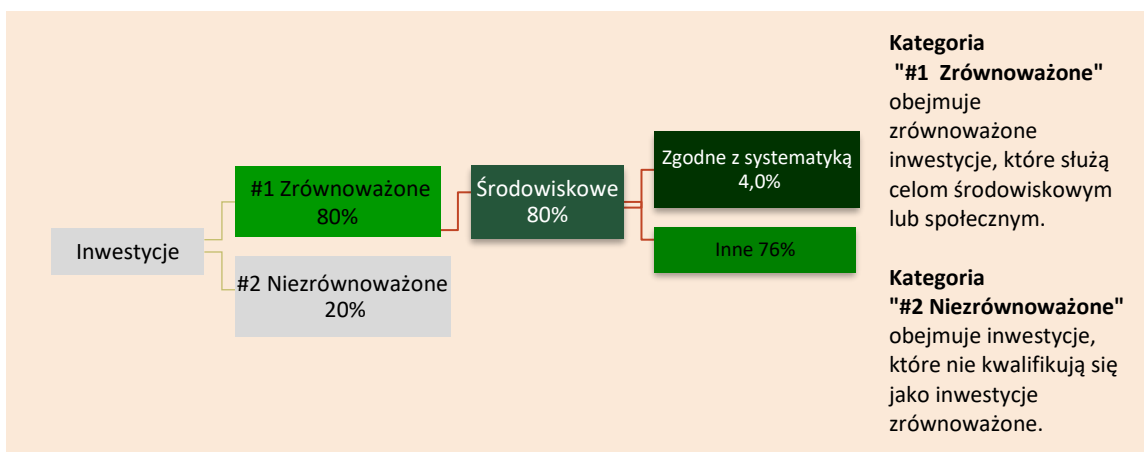 Inwestycje
#1 Zrównoważone
80%
#2 Niezrównoważone
20%
Środowiskowe
80%
Zgodne z systematyką
4,0%
Inne 76%
Kategoria
"#1 Zrównoważone"
obejmuje
zrównoważone
inwestycje, które służą
celom środowiskowym
lub społecznym.
Kategoria
"#2 Niezrównoważone"
obejmuje inwestycje,
które nie kwalifikują się
jako inwestycje
zrównoważone.